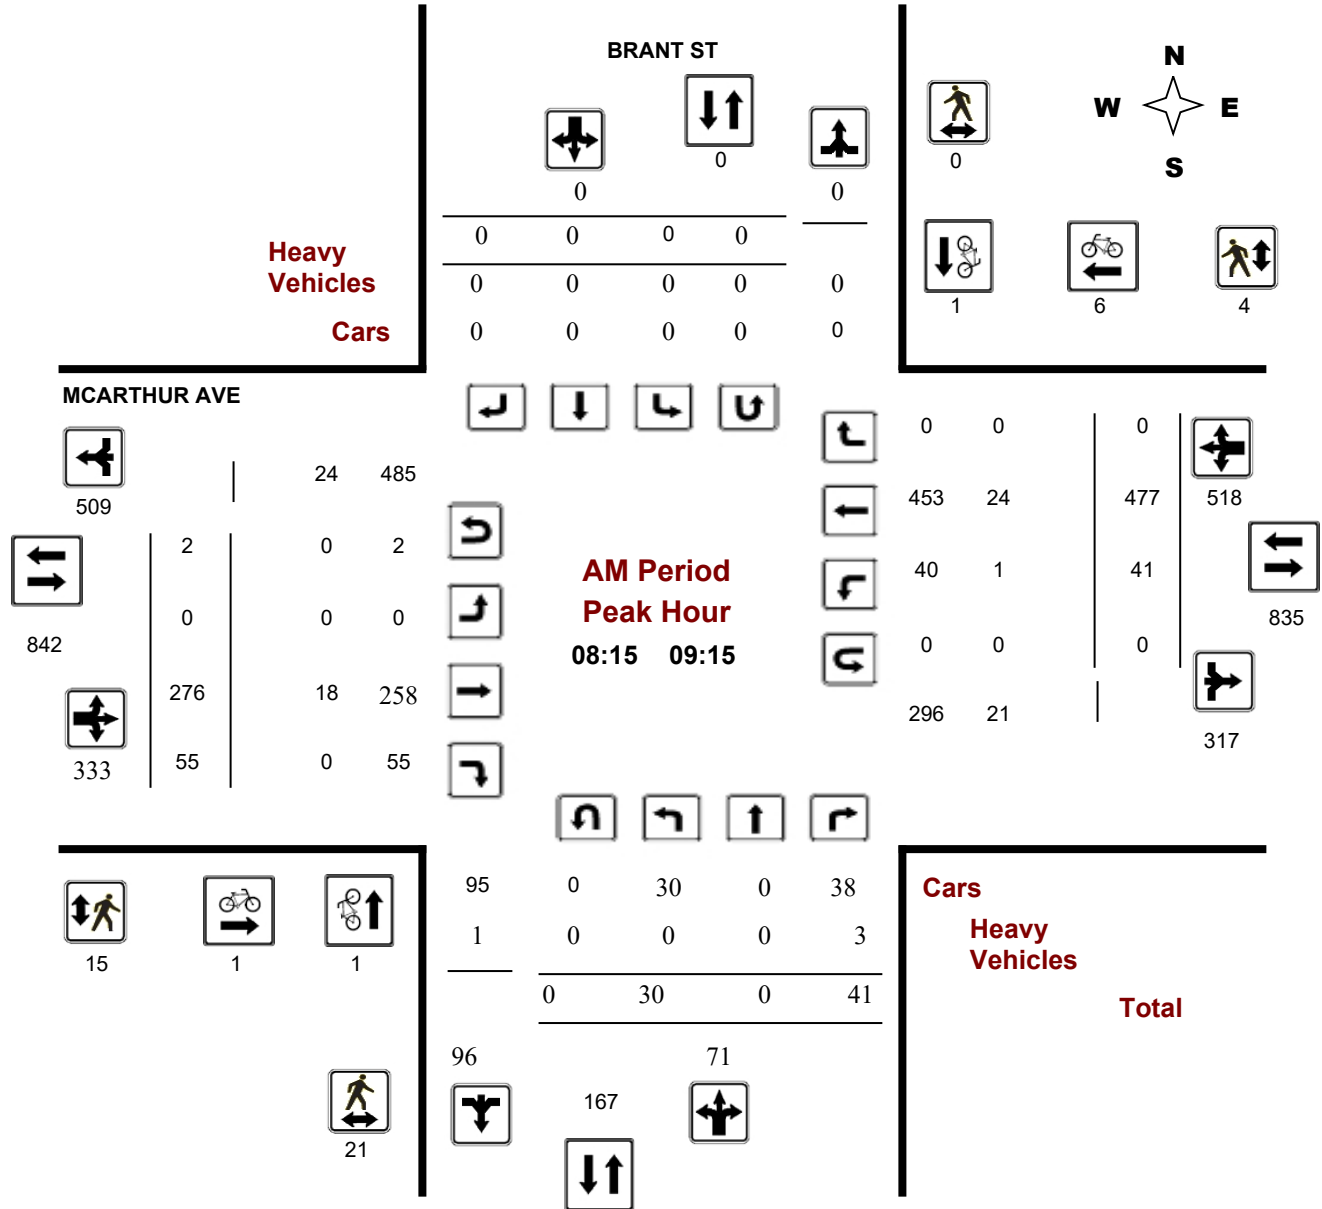 BRANT ST
N
W E
S
0
0
0 0
0 0 0 0
Heavy
Vehicles
0 0 0 0 0
Cars
0 0 0 0 0
1 6 4
MCARTHUR AVE
0 0 0
24 485
509
453 24 477 518
2 0 2
AM Period
40 1 41
0 0 0
Peak Hour
835
842
08:15 09:15
0 0 0
276 18 258
296 21
317
333 55 0 55
95 0 30 0 38
Cars
1 0 0 0 3
Heavy
Vehicles
15 1 1
0 30 0 41
Total
96 71
167
21